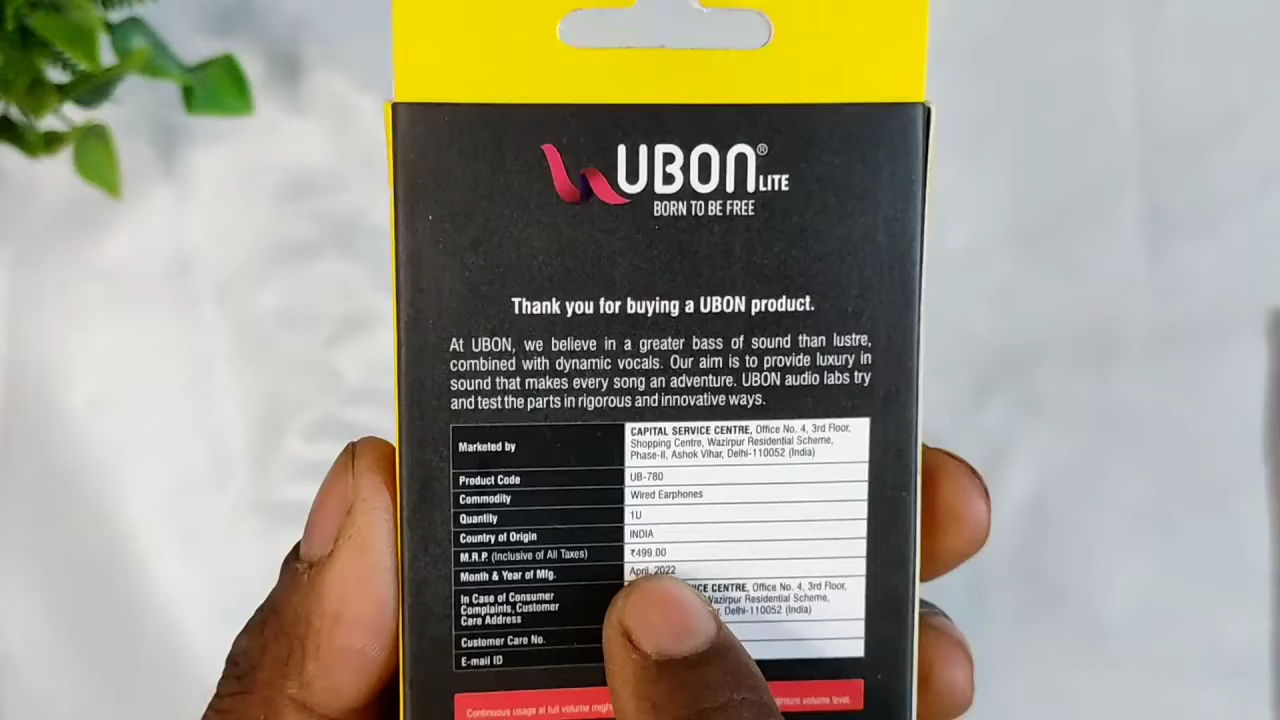 UBON® LITE
BORN TO BE FREE
Thank you for buying a UBON product.
At UBON, we believe in a greater bass of sound than lustre,
combined with dynamic vocals. Our aim is to provide luxury in
sound that makes every song an adventure. UBON audio labs try
and test the parts in rigorous and innovative ways.
Marketed by
CAPITAL SERVICE CENTRE, Office No. 4, 3rd Floor,
Shopping Centre, Wazirpur Residential Scheme,
Phase-II, Ashok Vihar, Delhi-110052 (India)
Product Code UB-780
Commodity Wired Earphones
Quantity 1U
Country of Origin INDIA
M.R.P. (Inclusive of All Taxes) ₹499.00
Month & Year of Mfg. April, 2022
In Case of Consumer
Complaints, Customer
Care Address
CENTRE, Office No. 4, 3rd Floor,
Wazirpur Residential Scheme,
Delhi-110052 (India)
Customer Care No.
E-mail ID
Continuous usage at full volume level.